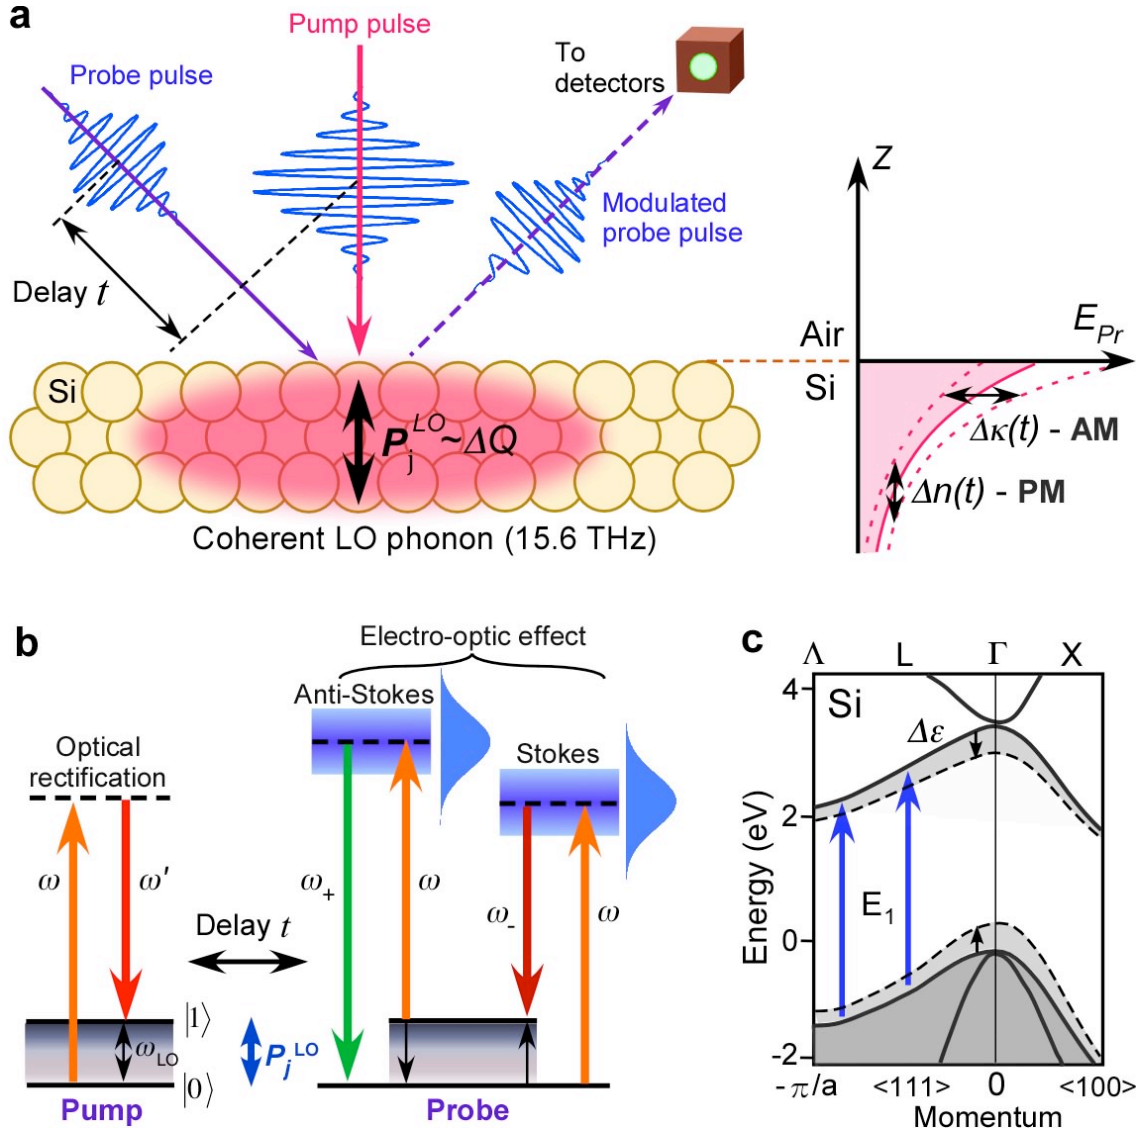 a
Pump pulse
Probe pulse
To
detectors
Modulated
probe pulse
Delay t
Z
Air
E_Pr
Si
Si
P_j^LO~ΔQ
Δκ(t) - AM
Δn(t) - PM
Coherent LO phonon (15.6 THz)
b
Electro-optic effect
Anti-Stokes
Optical
rectification
Stokes
ω
ω'
ω+
ω
ω-
ω
Delay t
|1⟩
ω_LO
P_j^LO
|0⟩
Pump
Probe
c
Λ L Γ X
4
Si
Δε
2
E_1
0
-2
Energy (eV)
-π/a <111> 0 <100>
Momentum